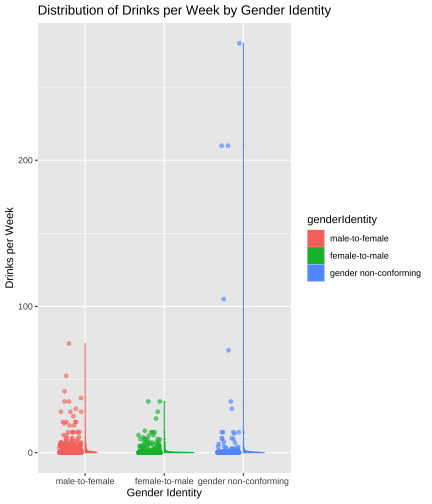 Distribution of Drinks per Week by Gender Identity
Drinks per Week
200
100
0
male-to-female female-to-male gender non-conforming
Gender Identity
genderIdentity
male-to-female
female-to-male
gender non-conforming